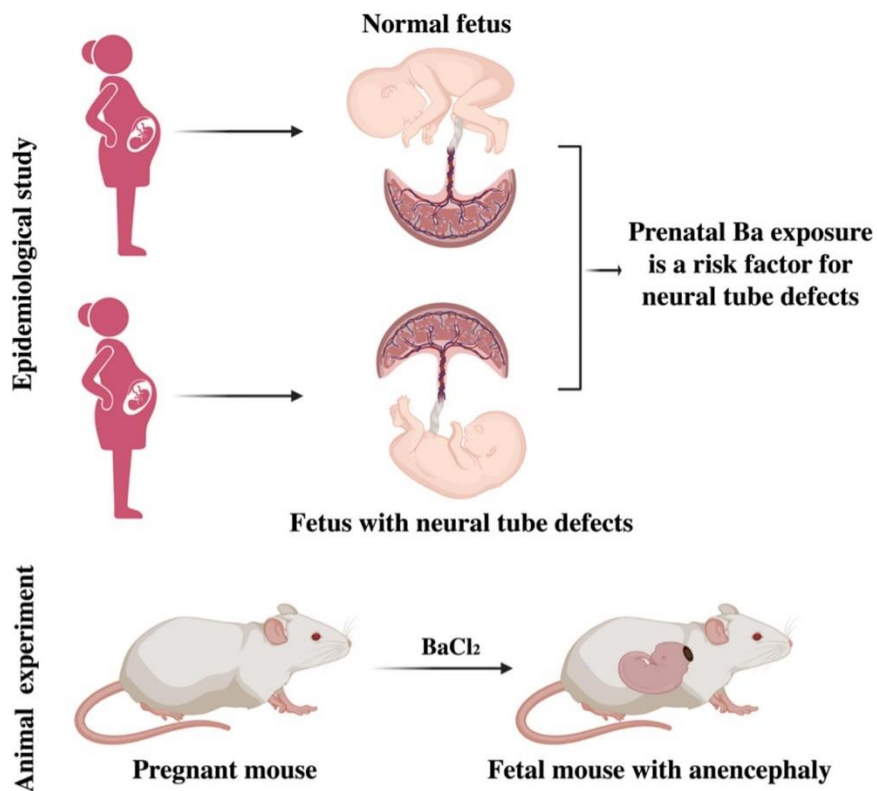 Normal fetus
Epidemiological study
Prenatal Ba exposure
is a risk factor for
neural tube defects
Fetus with neural tube defects
Animal experiment
BaCl₂
Pregnant mouse
Fetal mouse with anencephaly